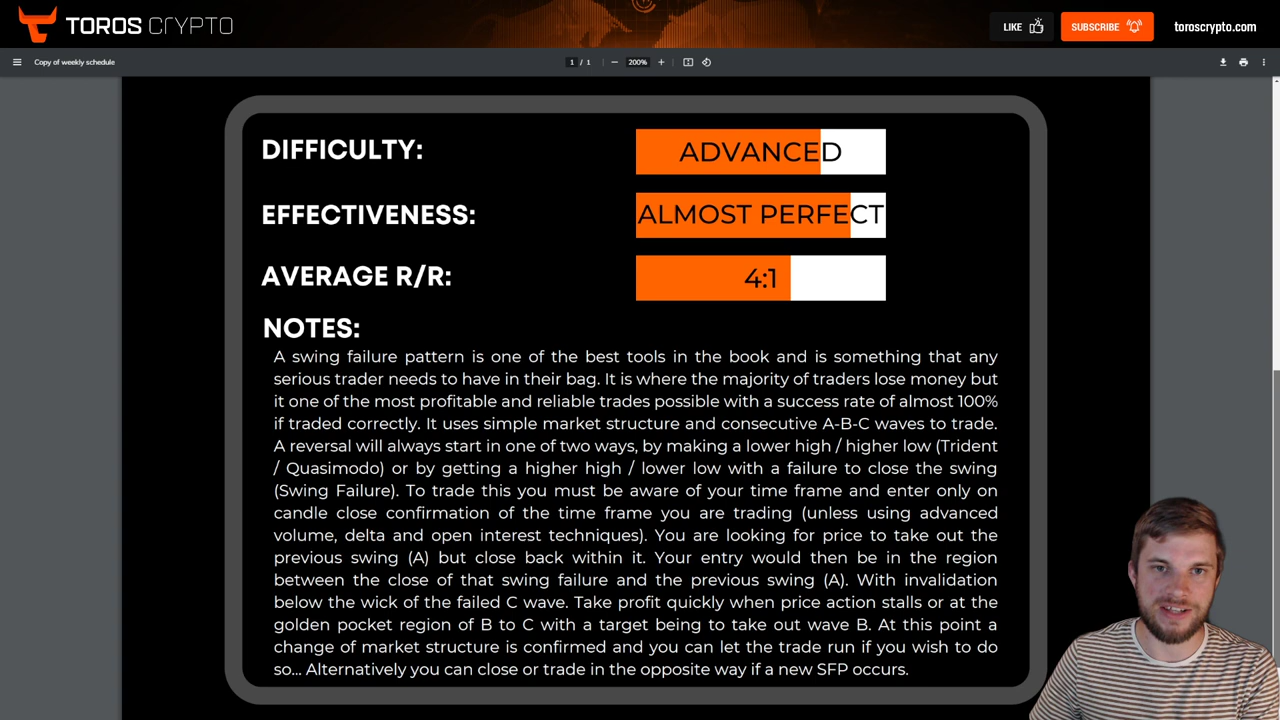 TOROS CRYPTO
LIKE
SUBSCRIBE
toroscrypto.com
Copy of weekly schedule
1 / 1
200%
DIFFICULTY:
ADVANCED
EFFECTIVENESS:
ALMOST PERFECT
AVERAGE R/R:
4:1
NOTES:
A swing failure pattern is one of the best tools in the book and is something that any
serious trader needs to have in their bag. It is where the majority of traders lose money but
it one of the most profitable and reliable trades possible with a success rate of almost 100%
if traded correctly. It uses simple market structure and consecutive A-B-C waves to trade.
A reversal will always start in one of two ways, by making a lower high / higher low (Trident
/ Quasimodo) or by getting a higher high / lower low with a failure to close the swing
(Swing Failure). To trade this you must be aware of your time frame and enter only on
candle close confirmation of the time frame you are trading (unless using advanced
volume, delta and open interest techniques). You are looking for price to take out the
previous swing (A) but close back within it. Your entry would then be in the region
between the close of that swing failure and the previous swing (A). With invalidation
below the wick of the failed C wave. Take profit quickly when price action stalls or at the
golden pocket region of B to C with a target being to take out wave B. At this point a
change of market structure is confirmed and you can let the trade run if you wish to do
so... Alternatively you can close or trade in the opposite way if a new SFP occurs.